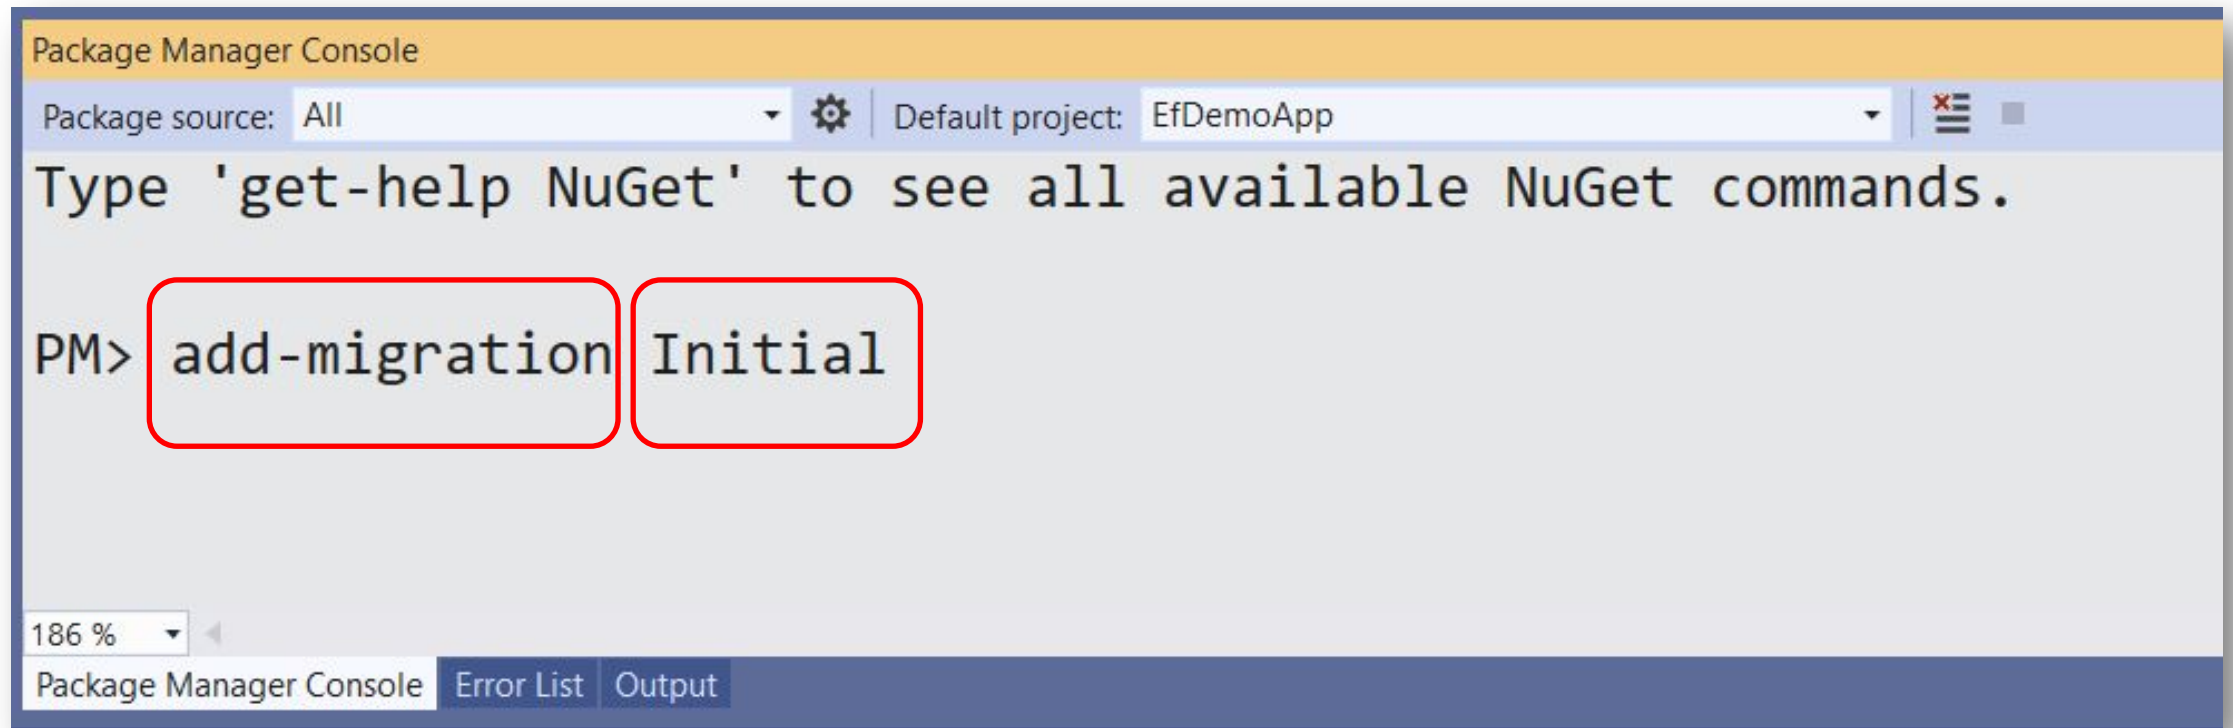 Package Manager Console
Package source: All Default project: EfDemoApp
Type 'get-help NuGet' to see all available NuGet commands.
PM> add-migration Initial
186 %
Package Manager Console Error List Output